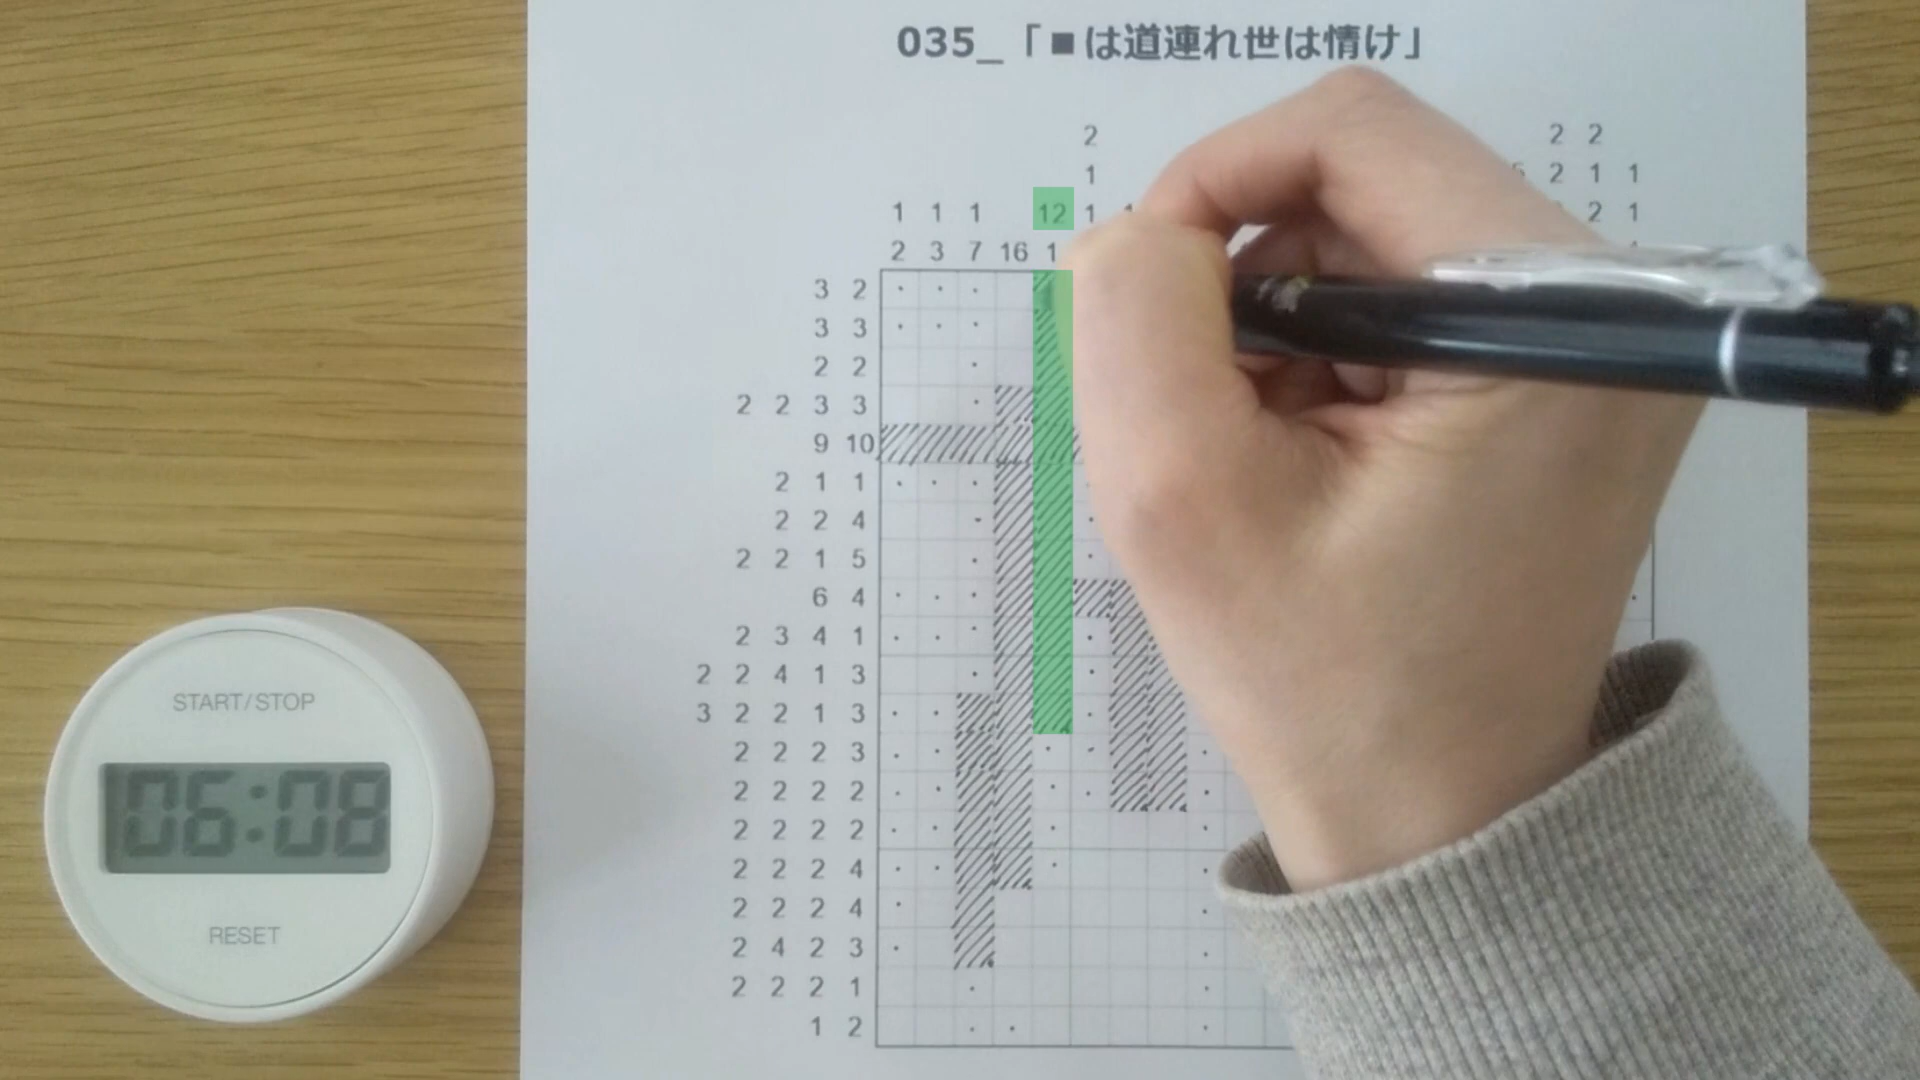 035_「■は道連れ世は情け」
2 2 2
1 5 2 1 1
1 1 1 12 1 1 2 1
2 3 7 16 1
3 2
3 3
2 2
2 2 3 3
9 10
2 1 1
2 2 4
2 2 1 5
6 4
2 3 4 1
2 2 4 1 3
3 2 2 1 3
2 2 2 3
2 2 2 2
2 2 2 2
2 2 2 4
2 2 2 4
2 4 2 3
2 2 2 1
1 2
START/STOP
06:08
RESET